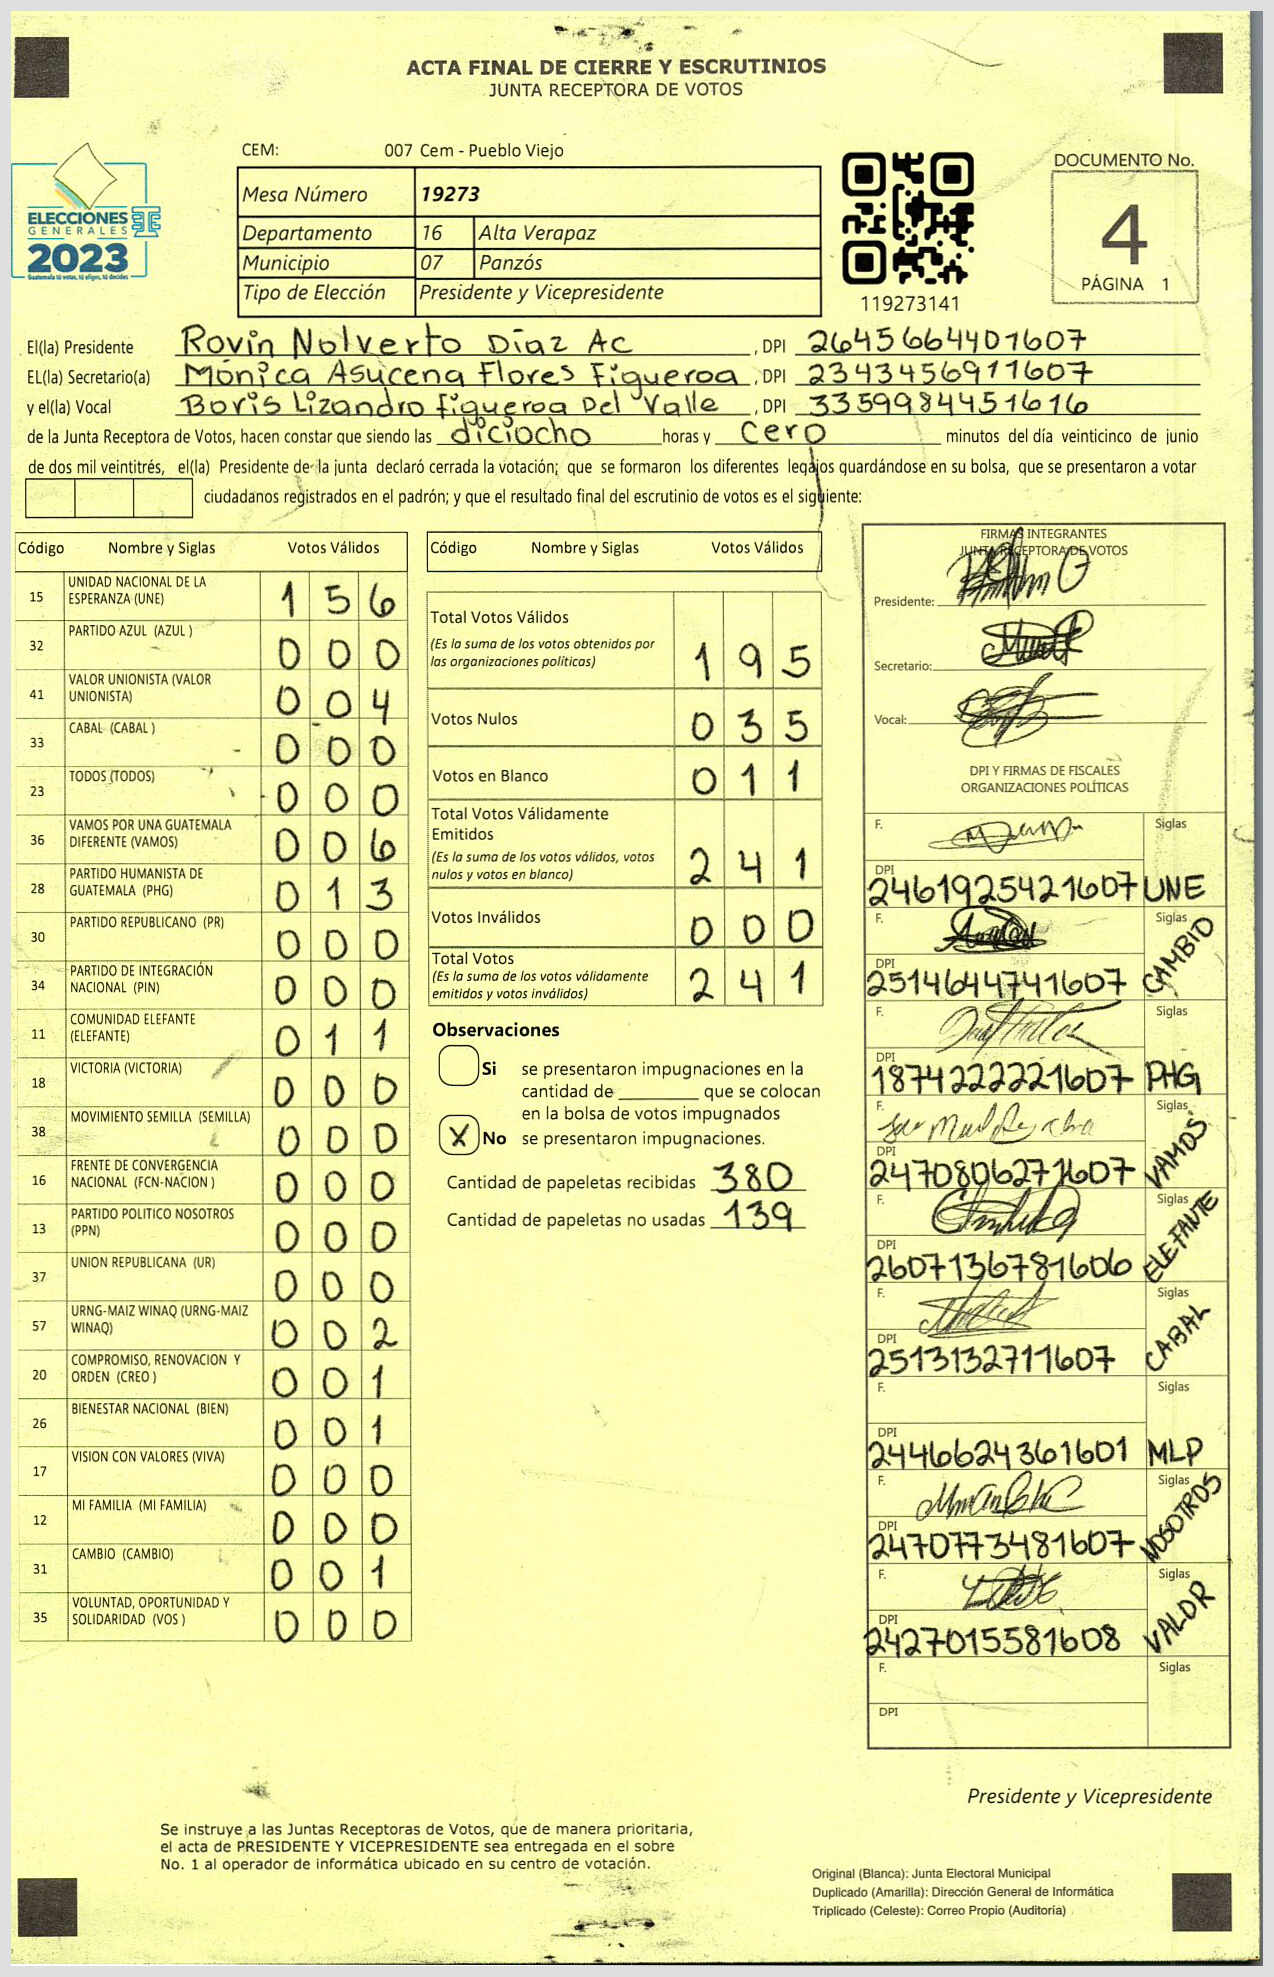 ACTA FINAL DE CIERRE Y ESCRUTINIOS
JUNTA RECEPTORA DE VOTOS
ELECCIONES
GENERALES
2023
Guatemala tú votas, tú eliges, tú decides
CEM: 007 Cem - Pueblo Viejo
Mesa Número 19273
Departamento 16 Alta Verapaz
Municipio 07 Panzós
Tipo de Elección Presidente y Vicepresidente
119273141
DOCUMENTO No.
4
PÁGINA 1
El(la) Presidente Rovin Nolverto Díaz Ac , DPI 2645664401607
EL(la) Secretario(a) Mónica Asucena Flores Figueroa , DPI 2343456911607
y el(la) Vocal Boris Lizandro Figueroa Del Valle , DPI 3359984451616
de la Junta Receptora de Votos, hacen constar que siendo las diciocho horas y cero minutos del día veinticinco de junio
de dos mil veintitrés, el(la) Presidente de la junta declaró cerrada la votación; que se formaron los diferentes legajos guardándose en su bolsa, que se presentaron a votar
ciudadanos registrados en el padrón; y que el resultado final del escrutinio de votos es el siguiente:
Código Nombre y Siglas Votos Válidos
15 UNIDAD NACIONAL DE LA ESPERANZA (UNE) 1 5 6
32 PARTIDO AZUL (AZUL ) 0 0 0
41 VALOR UNIONISTA (VALOR UNIONISTA) 0 0 4
33 CABAL (CABAL ) 0 0 0
23 TODOS (TODOS) 0 0 0
36 VAMOS POR UNA GUATEMALA DIFERENTE (VAMOS) 0 0 6
28 PARTIDO HUMANISTA DE GUATEMALA (PHG) 0 1 3
30 PARTIDO REPUBLICANO (PR) 0 0 0
34 PARTIDO DE INTEGRACIÓN NACIONAL (PIN) 0 0 0
11 COMUNIDAD ELEFANTE (ELEFANTE) 0 1 1
18 VICTORIA (VICTORIA) 0 0 0
38 MOVIMIENTO SEMILLA (SEMILLA) 0 0 0
16 FRENTE DE CONVERGENCIA NACIONAL (FCN-NACION ) 0 0 0
13 PARTIDO POLITICO NOSOTROS (PPN) 0 0 0
37 UNION REPUBLICANA (UR) 0 0 0
57 URNG-MAIZ WINAQ (URNG-MAIZ WINAQ) 0 0 2
20 COMPROMISO, RENOVACION Y ORDEN (CREO ) 0 0 1
26 BIENESTAR NACIONAL (BIEN) 0 0 1
17 VISION CON VALORES (VIVA) 0 0 0
12 MI FAMILIA (MI FAMILIA) 0 0 0
31 CAMBIO (CAMBIO) 0 0 1
35 VOLUNTAD, OPORTUNIDAD Y SOLIDARIDAD (VOS ) 0 0 0
Código Nombre y Siglas Votos Válidos
Total Votos Válidos
(Es la suma de los votos obtenidos por
las organizaciones políticas) 1 9 5
Votos Nulos 0 3 5
Votos en Blanco 0 1 1
Total Votos Válidamente
Emitidos
(Es la suma de los votos válidos, votos
nulos y votos en blanco) 2 4 1
Votos Inválidos 0 0 0
Total Votos
(Es la suma de los votos válidamente
emitidos y votos inválidos) 2 4 1
Observaciones
Si se presentaron impugnaciones en la
cantidad de ________ que se colocan
en la bolsa de votos impugnados
X No se presentaron impugnaciones.
Cantidad de papeletas recibidas 380
Cantidad de papeletas no usadas 139
FIRMAS INTEGRANTES
JUNTA RECEPTORA DE VOTOS
Presidente:
Secretario:
Vocal:
DPI Y FIRMAS DE FISCALES
ORGANIZACIONES POLÍTICAS
F. Siglas
DPI
2461925421607 UNE
F. Siglas
DPI
2514644741607 CAMBIO
F. Siglas
DPI
1874222221607 PHG
F. Siglas
DPI
2470806271607 VAMOS
F. Siglas
DPI
2607136781606 ELEFANTE
F. Siglas
DPI
2513132711607 CABAL
F. Siglas
DPI
2446624361601 MLP
F. Siglas
DPI
2470773481607 NOSOTROS
F. Siglas
DPI
2427015581608 VALOR
F. Siglas
DPI
Presidente y Vicepresidente
Se instruye a las Juntas Receptoras de Votos, que de manera prioritaria,
el acta de PRESIDENTE Y VICEPRESIDENTE sea entregada en el sobre
No. 1 al operador de informática ubicado en su centro de votación.
Original (Blanca): Junta Electoral Municipal
Duplicado (Amarilla): Dirección General de Informática
Triplicado (Celeste): Correo Propio (Auditoría)